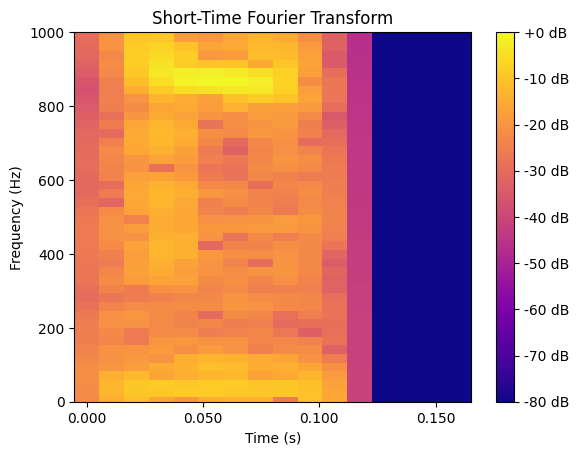 Short-Time Fourier Transform
1000
800
600
400
200
0
Frequency (Hz)
0.000
0.050
0.100
0.150
Time (s)
+0 dB
-10 dB
-20 dB
-30 dB
-40 dB
-50 dB
-60 dB
-70 dB
-80 dB